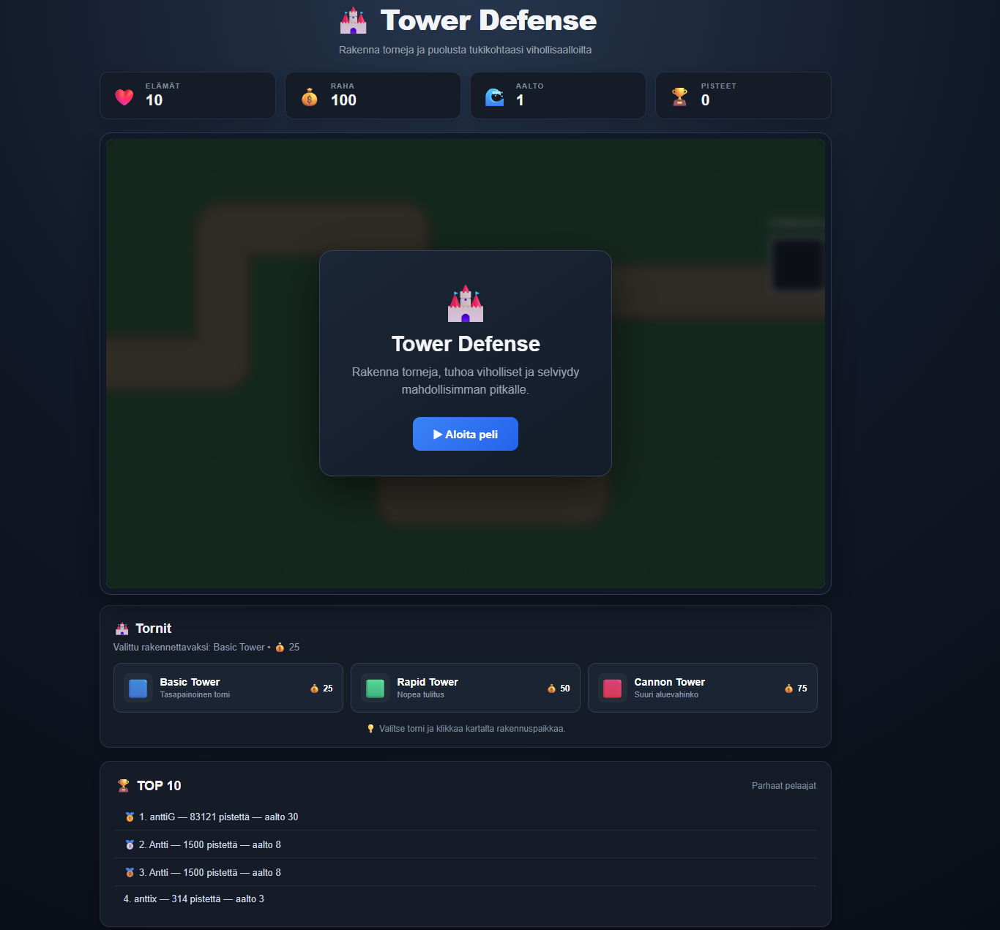 Tower Defense
Rakenna torneja ja puolusta tukikohtaasi vihollisaalloilta
ELÄMÄT
10
RAHA
100
AALTO
1
PISTEET
0
Tower Defense
Rakenna torneja, tuhoa viholliset ja selviydy
mahdollisimman pitkälle.
▶ Aloita peli
Tornit
Valittu rakennettavaksi: Basic Tower • 💰 25
Basic Tower
Tasapainoinen torni
💰 25
Rapid Tower
Nopea tulitus
💰 50
Cannon Tower
Suuri aluevahinko
💰 75
💡 Valitse torni ja klikkaa kartalta rakennuspaikkaa.
🏆 TOP 10
Parhaat pelaajat
🥇 1. anttiG — 83121 pistettä — aalto 30
🥈 2. Antti — 1500 pistettä — aalto 8
🥉 3. Antti — 1500 pistettä — aalto 8
4. anttix — 314 pistettä — aalto 3